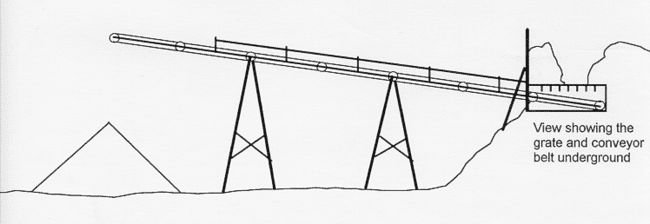 View showing the
grate and conveyor
belt underground